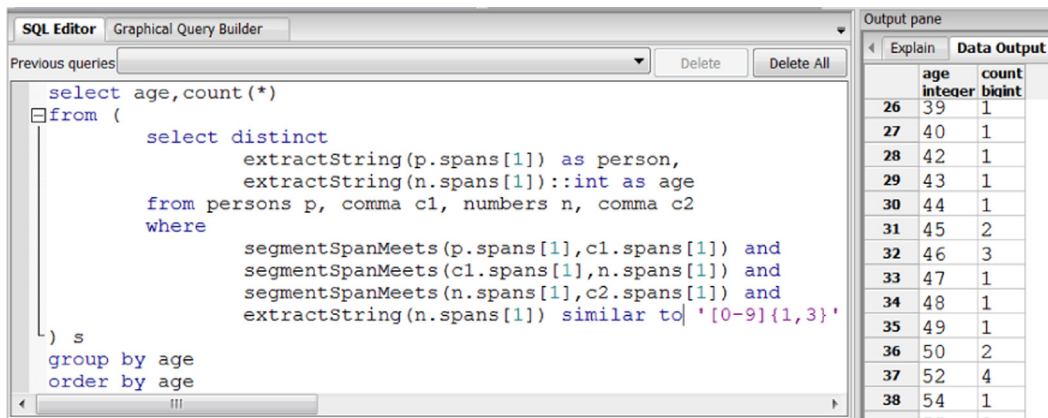 SQL Editor Graphical Query Builder
Previous queries Delete Delete All
select age,count(*)
from (
select distinct
extractString(p.spans[1]) as person,
extractString(n.spans[1])::int as age
from persons p, comma c1, numbers n, comma c2
where
segmentSpanMeets(p.spans[1],c1.spans[1]) and
segmentSpanMeets(c1.spans[1],n.spans[1]) and
segmentSpanMeets(n.spans[1],c2.spans[1]) and
extractString(n.spans[1]) similar to '[0-9]{1,3}'
) s
group by age
order by age
Output pane
Explain Data Output
age count
integer bigint
26 39 1
27 40 1
28 42 1
29 43 1
30 44 1
31 45 2
32 46 3
33 47 1
34 48 1
35 49 1
36 50 2
37 52 4
38 54 1